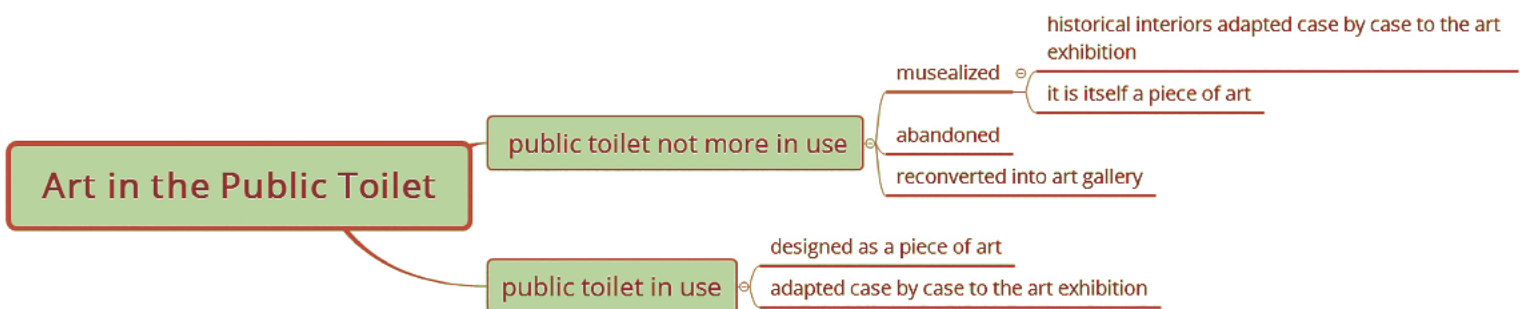 Art in the Public Toilet
public toilet not more in use
musealized
historical interiors adapted case by case to the art
exhibition
it is itself a piece of art
abandoned
reconverted into art gallery
public toilet in use
designed as a piece of art
adapted case by case to the art exhibition